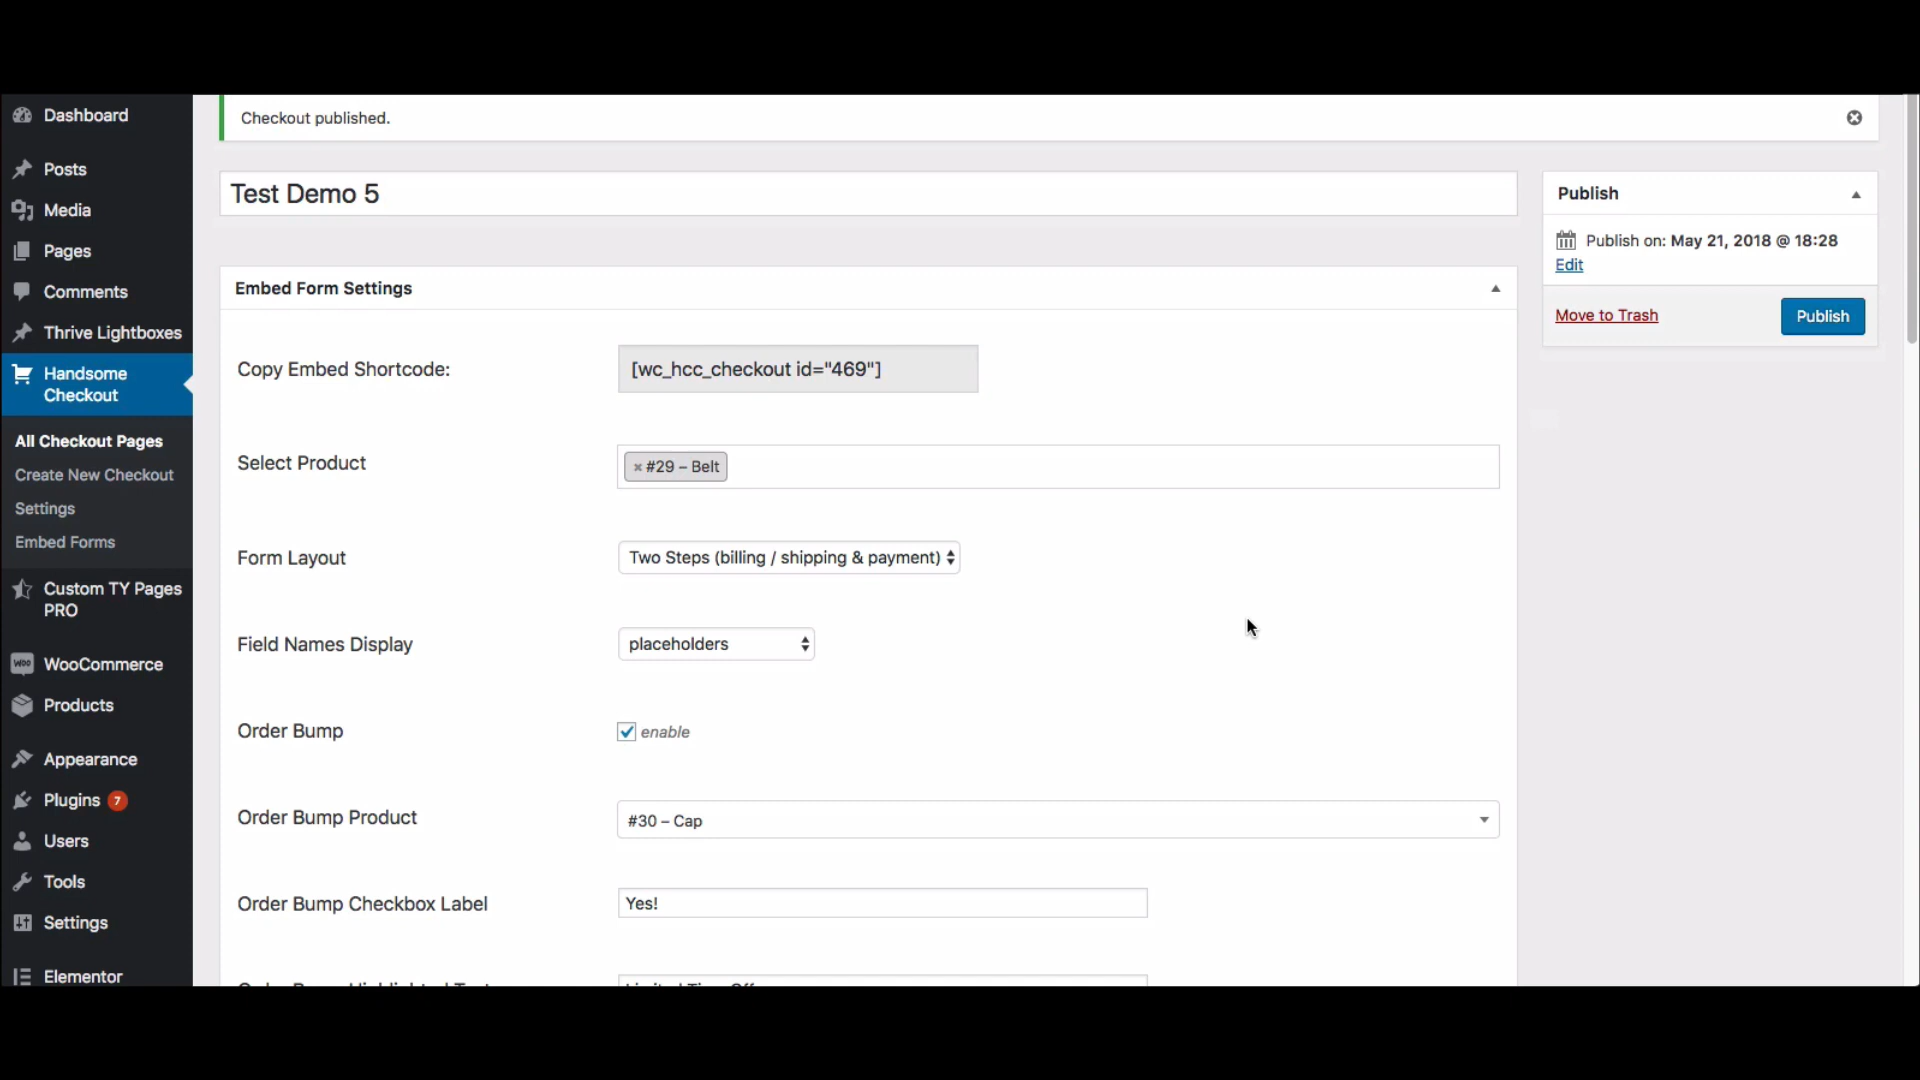 Dashboard
Posts
Media
Pages
Comments
Thrive Lightboxes
Handsome
Checkout
All Checkout Pages
Create New Checkout
Settings
Embed Forms
Custom TY Pages
PRO
WooCommerce
Products
Appearance
Plugins 7
Users
Tools
Settings
Elementor
Checkout published.
Test Demo 5
Embed Form Settings
Copy Embed Shortcode: [wc_hcc_checkout id="469"]
Select Product × #29 – Belt
Form Layout Two Steps (billing / shipping & payment)
Field Names Display placeholders
Order Bump enable
Order Bump Product #30 – Cap
Order Bump Checkbox Label Yes!
Publish
Publish on: May 21, 2018 @ 18:28
Edit
Move to Trash Publish